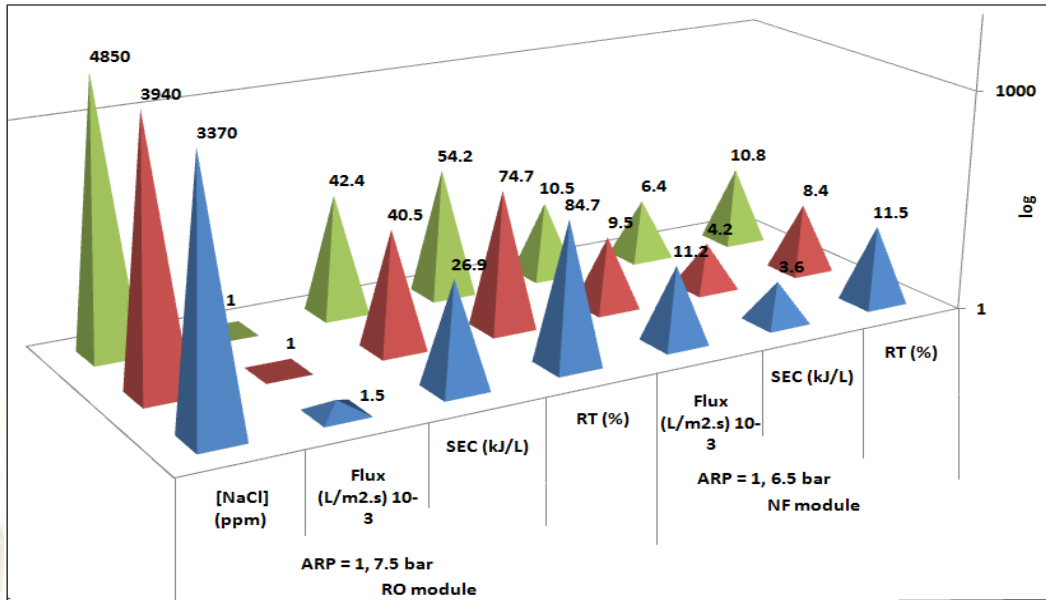 4850
3940
3370
1
1
1.5
42.4
40.5
26.9
54.2
74.7
84.7
10.5
9.5
11.2
6.4
4.2
3.6
10.8
8.4
11.5
1000
log
1
[NaCl]
(ppm)
Flux
(L/m2.s) 10-
3
SEC (kJ/L)
RT (%)
Flux
(L/m2.s) 10-
3
SEC (kJ/L)
RT (%)
ARP = 1, 7.5 bar
RO module
ARP = 1, 6.5 bar
NF module